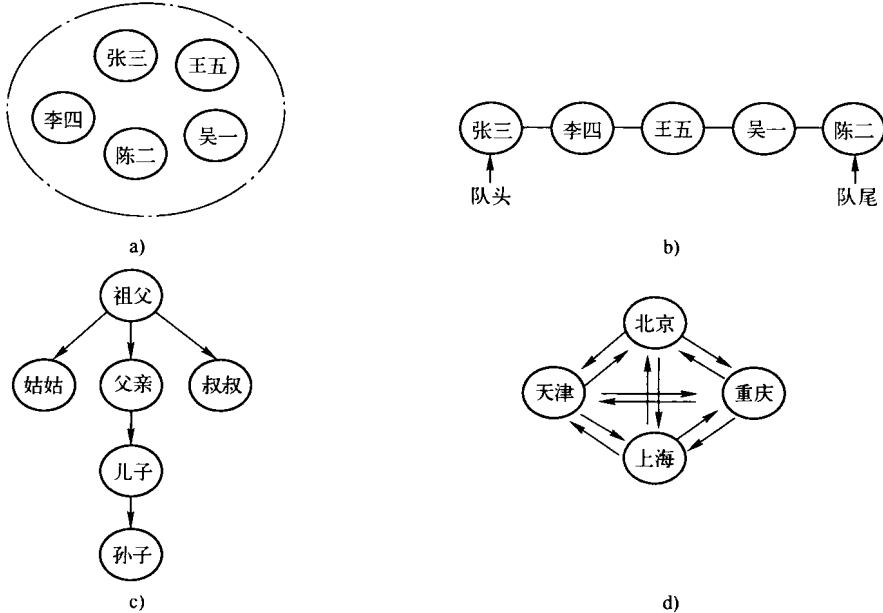 张三
王五
李四
陈二
吴一
a)
张三 李四 王五 吴一 陈二
队头 队尾
b)
祖父
姑姑 父亲 叔叔
儿子
孙子
c)
北京
天津 重庆
上海
d)